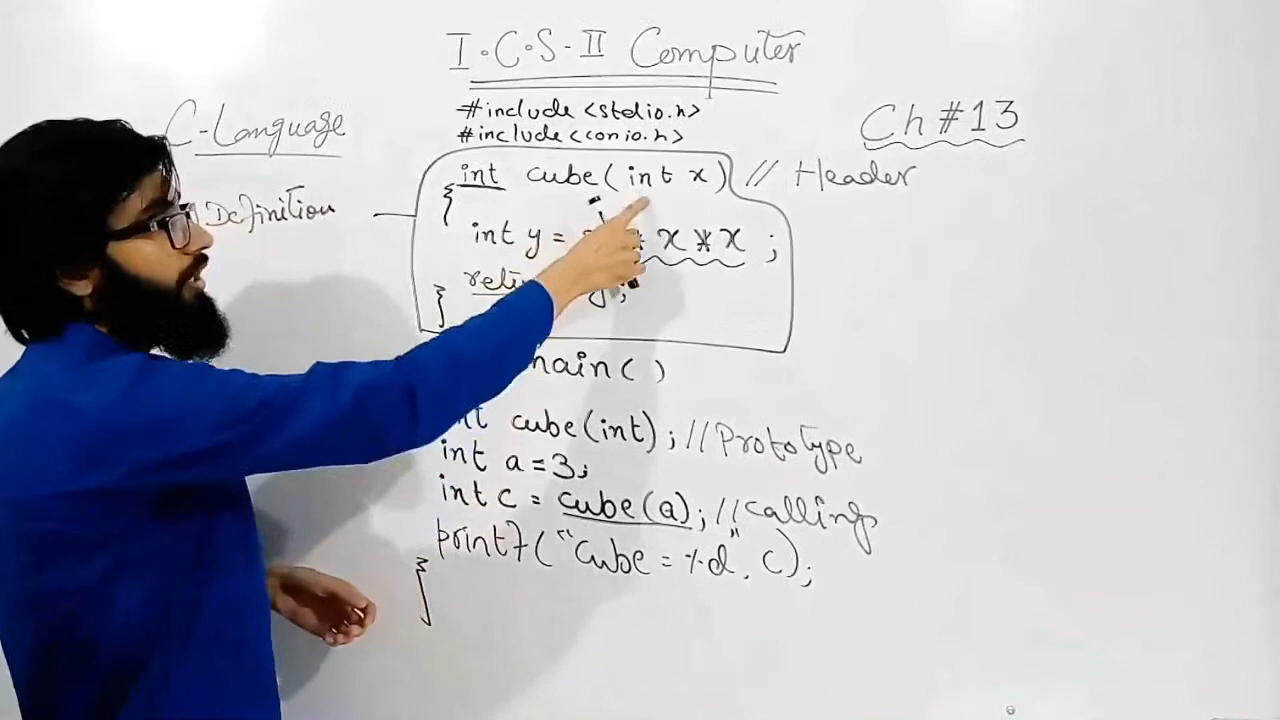 I.C.S-II Computer
C-Language
#include <stdio.h>
#include <conio.h>
Ch #13
int cube(int x) // Header
{
Definition
int y = x * x ;
y;
}
main( )
int cube(int); //Prototype
int a=3;
int c = cube(a); //calling
printf("Cube = %d", c);
}